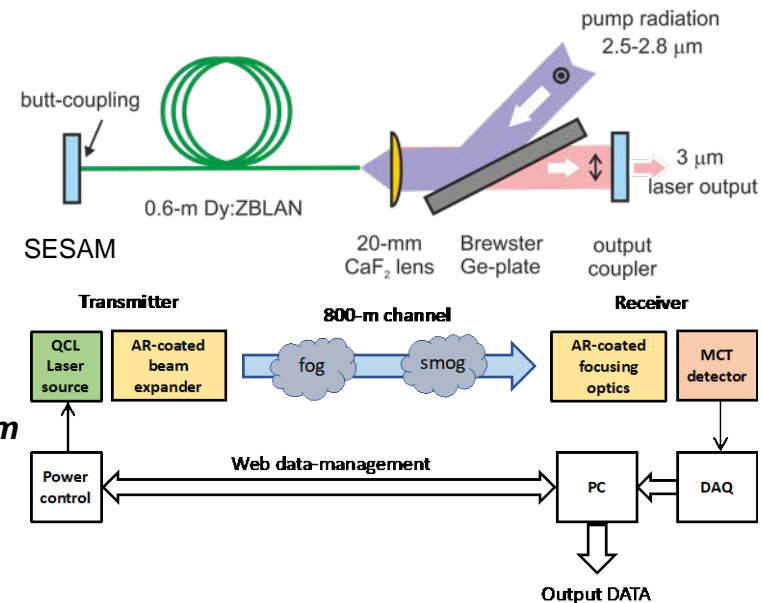 pump radiation
2.5-2.8 μm
butt-coupling
3 μm
laser output
0.6-m Dy:ZBLAN
SESAM
20-mm
CaF₂ lens
Brewster
Ge-plate
output
coupler
Transmitter
800-m channel
Receiver
QCL
Laser
source
AR-coated
beam
expander
fog
smog
AR-coated
focusing
optics
MCT
detector
m
Power
control
Web data-management
PC
DAQ
Output DATA